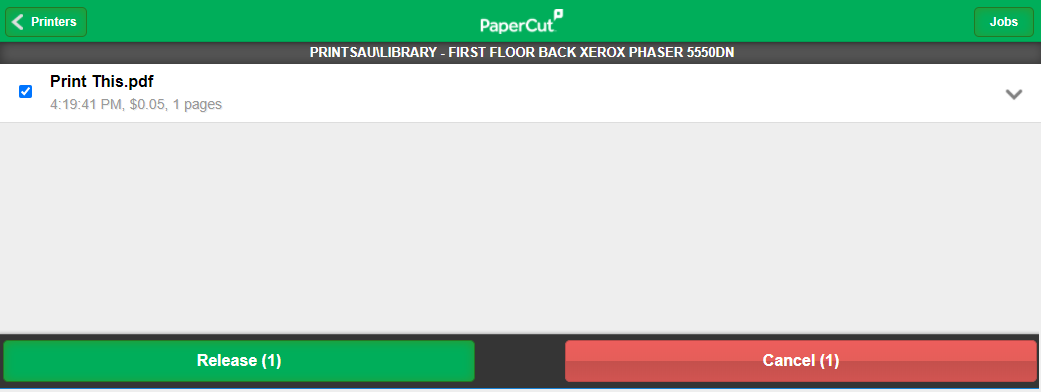 Printers
PaperCut
Jobs
PRINTSAU\LIBRARY - FIRST FLOOR BACK XEROX PHASER 5550DN
Print This.pdf
4:19:41 PM, $0.05, 1 pages
Release (1)
Cancel (1)